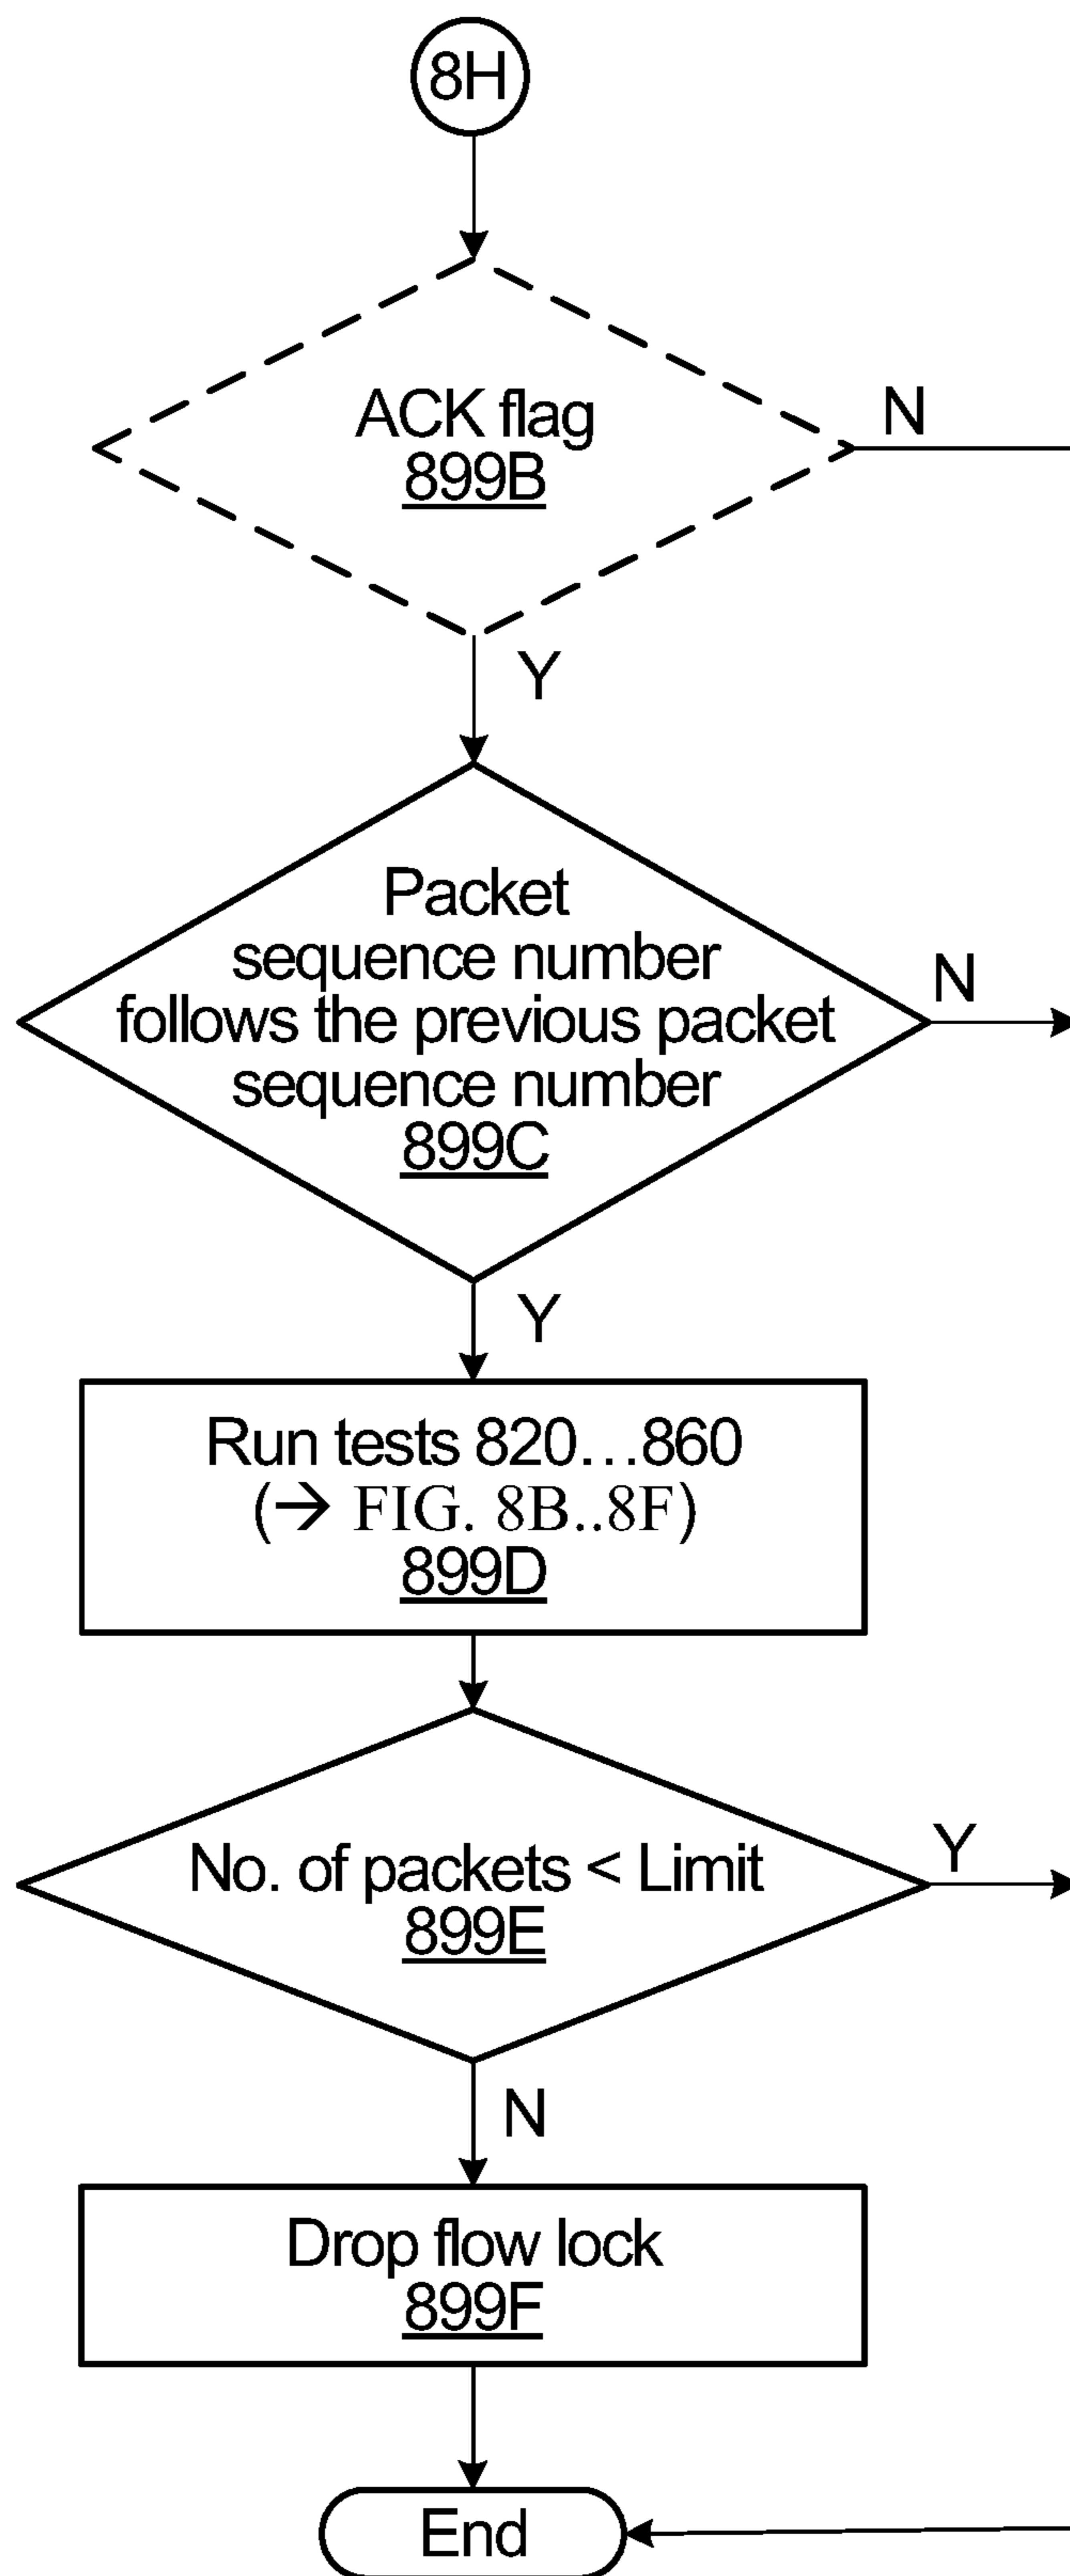 8H
ACK flag
899B
N
Y
Packet
sequence number
follows the previous packet
sequence number
899C
N
Y
Run tests 820...860
(→ FIG. 8B..8F)
899D
No. of packets < Limit
899E
Y
N
Drop flow lock
899F
End